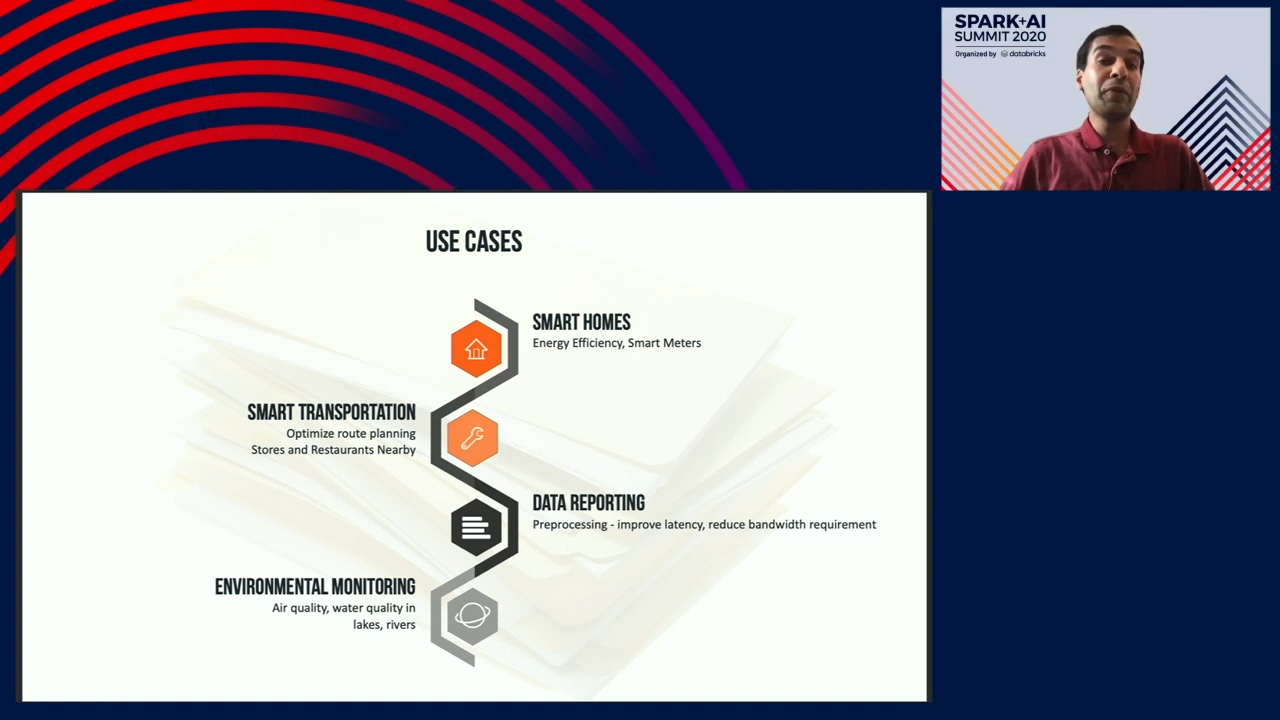 SPARK+AI
SUMMIT 2020
Organized by databricks
USE CASES
SMART HOMES
Energy Efficiency, Smart Meters
SMART TRANSPORTATION
Optimize route planning
Stores and Restaurants Nearby
DATA REPORTING
Preprocessing - improve latency, reduce bandwidth requirement
ENVIRONMENTAL MONITORING
Air quality, water quality in
lakes, rivers